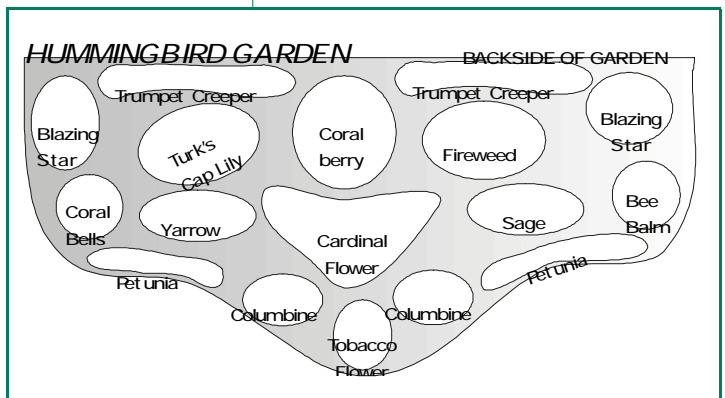 HUMMINGBIRD GARDEN
BACKSIDE OF GARDEN
Trumpet Creeper
Trumpet Creeper
Blazing
Star
Turk's
Cap Lily
Coral
berry
Fireweed
Blazing
Star
Coral
Bells
Yarrow
Cardinal
Flower
Sage
Bee
Balm
Petunia
Petunia
Columbine
Columbine
Tobacco
Flower